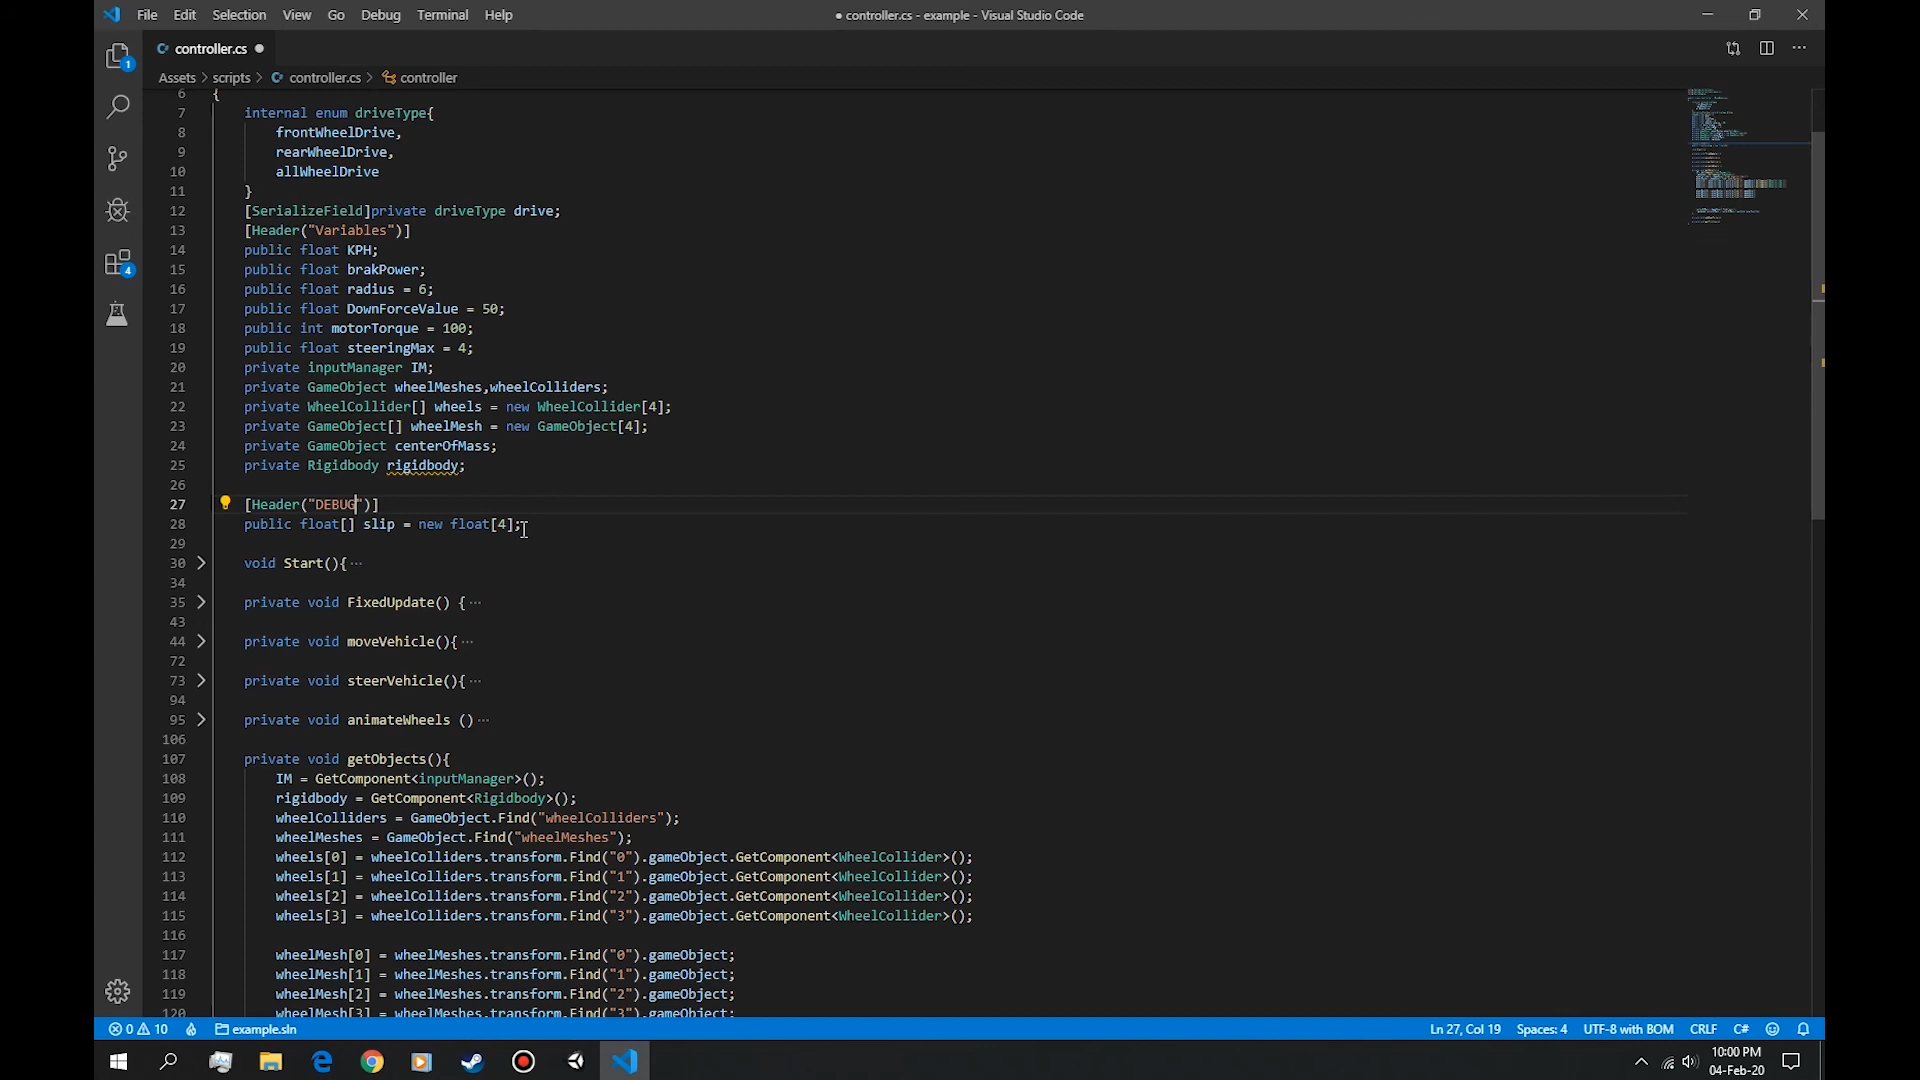 File Edit Selection View Go Debug Terminal Help
● controller.cs - example - Visual Studio Code
1
controller.cs
Assets > scripts > controller.cs > controller
6 {
7 internal enum driveType{
8 frontWheelDrive,
9 rearWheelDrive,
10 allWheelDrive
11 }
12 [SerializeField]private driveType drive;
13 [Header("Variables")]
14 public float KPH;
15 public float brakPower;
16 public float radius = 6;
17 public float DownForceValue = 50;
18 public int motorTorque = 100;
19 public float steeringMax = 4;
20 private inputManager IM;
21 private GameObject wheelMeshes,wheelColliders;
22 private WheelCollider[] wheels = new WheelCollider[4];
23 private GameObject[] wheelMesh = new GameObject[4];
24 private GameObject centerOfMass;
25 private Rigidbody rigidbody;
26
27 [Header("DEBUG")]
28 public float[] slip = new float[4];
29
30 void Start(){ ···
34
35 private void FixedUpdate() { ···
43
44 private void moveVehicle(){ ···
72
73 private void steerVehicle(){ ···
94
95 private void animateWheels () ···
106
107 private void getObjects(){
108 IM = GetComponent<inputManager>();
109 rigidbody = GetComponent<Rigidbody>();
110 wheelColliders = GameObject.Find("wheelColliders");
111 wheelMeshes = GameObject.Find("wheelMeshes");
112 wheels[0] = wheelColliders.transform.Find("0").gameObject.GetComponent<WheelCollider>();
113 wheels[1] = wheelColliders.transform.Find("1").gameObject.GetComponent<WheelCollider>();
114 wheels[2] = wheelColliders.transform.Find("2").gameObject.GetComponent<WheelCollider>();
115 wheels[3] = wheelColliders.transform.Find("3").gameObject.GetComponent<WheelCollider>();
116
117 wheelMesh[0] = wheelMeshes.transform.Find("0").gameObject;
118 wheelMesh[1] = wheelMeshes.transform.Find("1").gameObject;
119 wheelMesh[2] = wheelMeshes.transform.Find("2").gameObject;
120 wheelMesh[3] = wheelMeshes.transform.Find("3").gameObject;
4
0 10 example.sln
Ln 27, Col 19 Spaces: 4 UTF-8 with BOM CRLF C#
10:00 PM
04-Feb-20